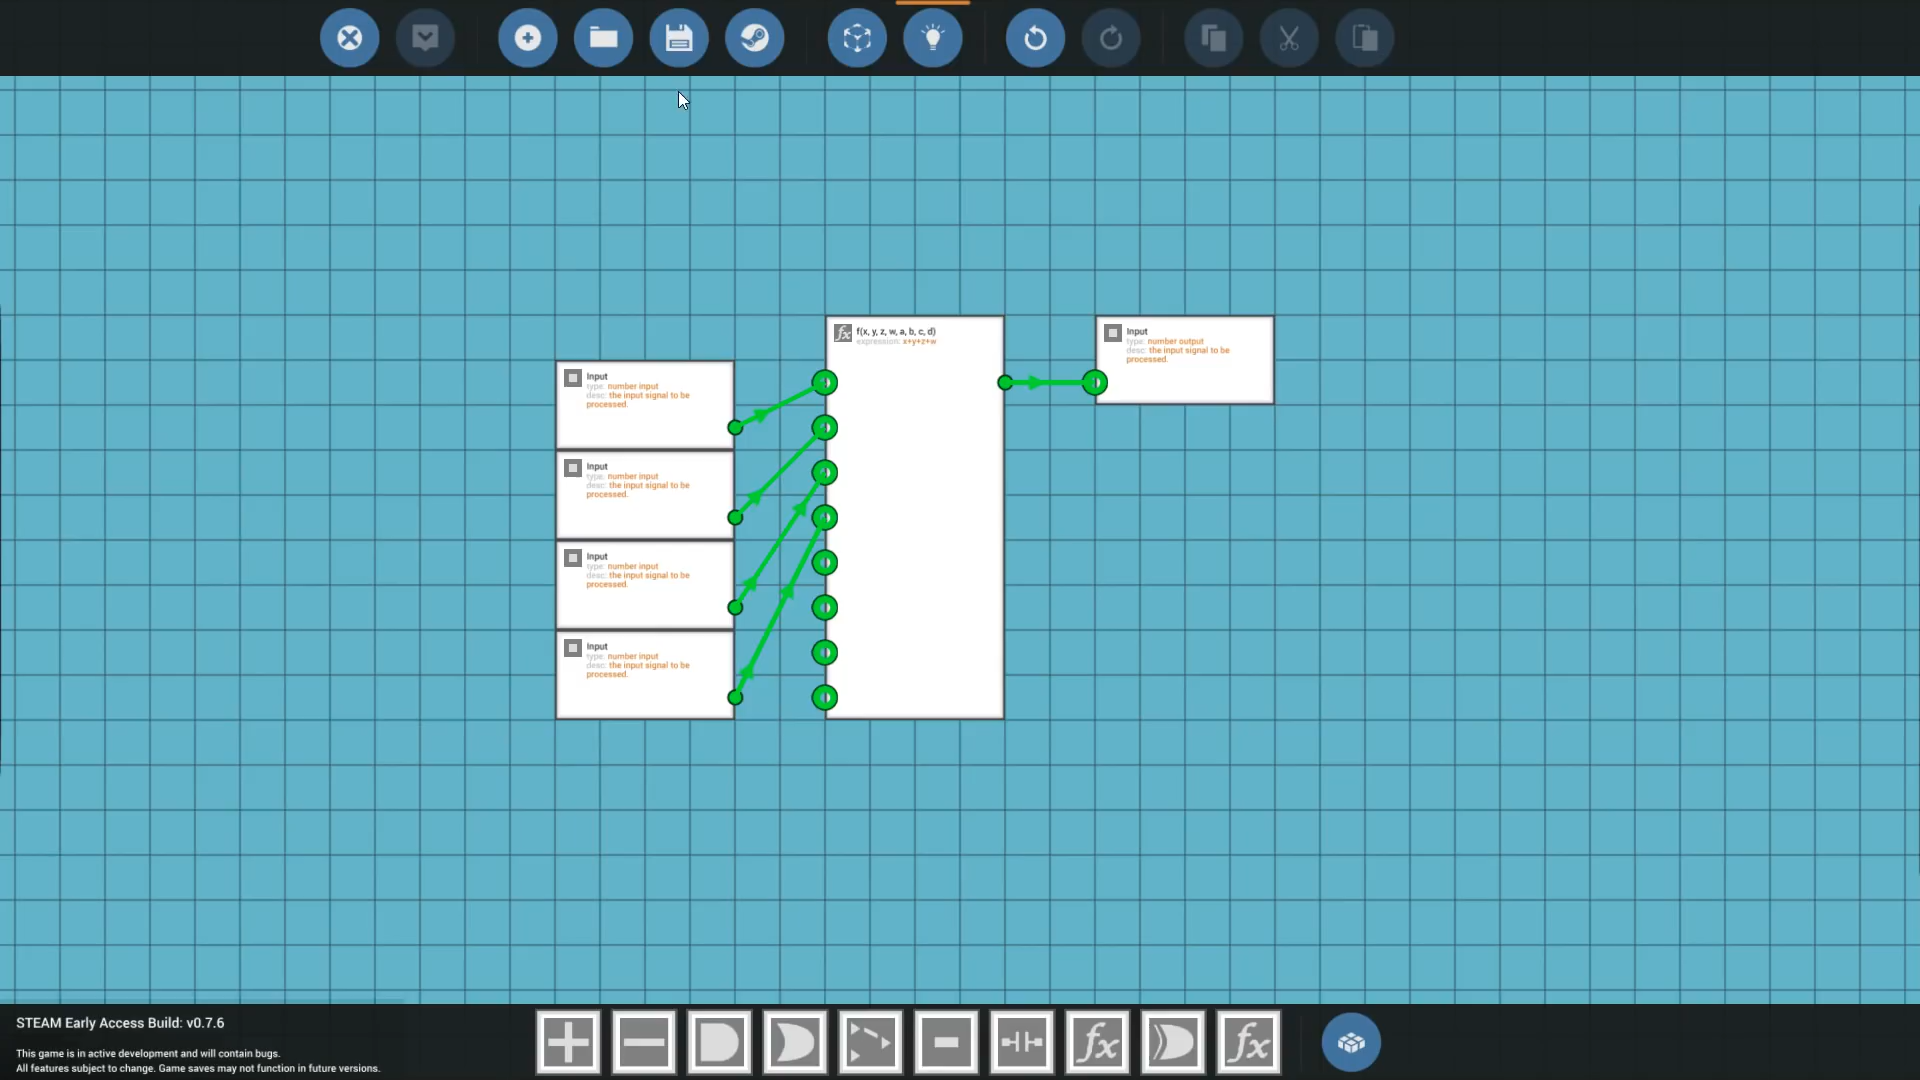 f(x, y, z, w, a, b, c, d)
expression: x+y+z+w
Input
type: number output
desc: the input signal to be
processed.
Input
type: number input
desc: the input signal to be
processed.
Input
type: number input
desc: the input signal to be
processed.
Input
type: number input
desc: the input signal to be
processed.
Input
type: number input
desc: the input signal to be
processed.
STEAM Early Access Build: v0.7.6
This game is in active development and will contain bugs.
All features subject to change. Game saves may not function in future versions.
fx
fx
fx